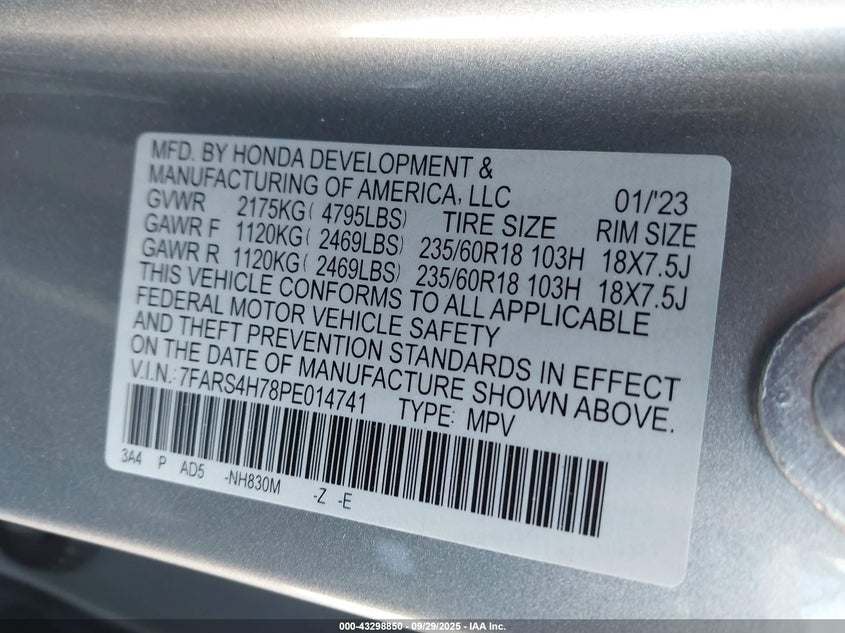 MFD. BY HONDA DEVELOPMENT &
MANUFACTURING OF AMERICA, LLC 01/'23
GVWR 2175KG( 4795LBS) TIRE SIZE RIM SIZE
GAWR F 1120KG( 2469LBS) 235/60R18 103H 18X7.5J
GAWR R 1120KG( 2469LBS) 235/60R18 103H 18X7.5J
THIS VEHICLE CONFORMS TO ALL APPLICABLE
FEDERAL MOTOR VEHICLE SAFETY
AND THEFT PREVENTION STANDARDS IN EFFECT
ON THE DATE OF MANUFACTURE SHOWN ABOVE.
V.I.N.: 7FARS4H78PE014741 TYPE: MPV
3A4 P AD5 -NH830M -Z -E
000-43298850 - 09/29/2025 - IAA Inc.